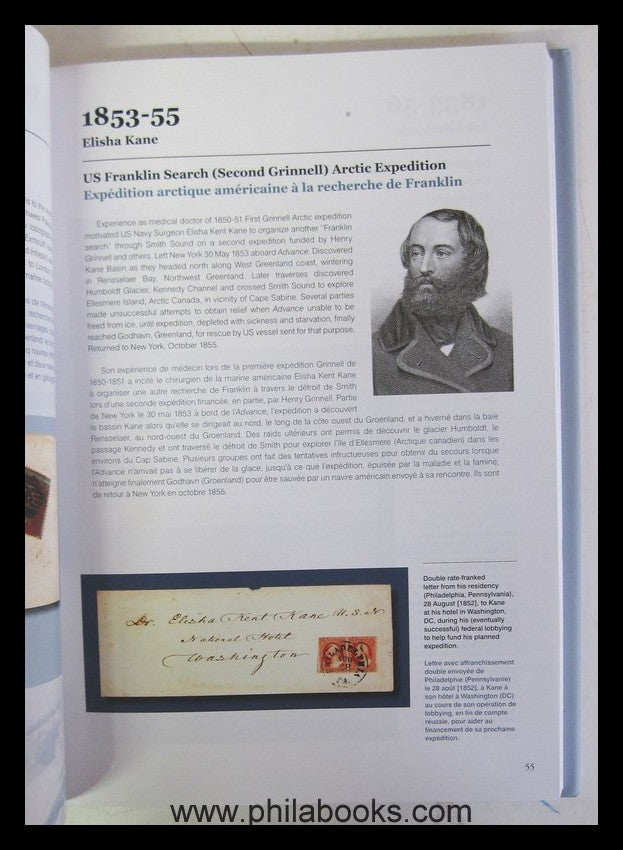 1853-55
Elisha Kane
US Franklin Search (Second Grinnell) Arctic Expedition
Expédition arctique américaine à la recherche de Franklin
Experience as medical doctor of 1850-51 First Grinnell Arctic expedition
motivated US Navy Surgeon Elisha Kent Kane to organize another "Franklin
search" through Smith Sound on a second expedition funded by Henry
Grinnell and others. Left New York 30 May 1853 aboard Advance. Discovered
Kane Basin as they headed north along West Greenland coast, wintering
in Rensselaer Bay, Northwest Greenland. Later traverses discovered
Humboldt Glacier, Kennedy Channel and crossed Smith Sound to explore
Ellesmere Island, Arctic Canada, in vicinity of Cape Sabine. Several parties
made unsuccessful attempts to obtain relief when Advance unable to be
freed from ice, until expedition, depleted with sickness and starvation, finally
reached Godhavn, Greenland, for rescue by US vessel sent for that purpose.
Returned to New York, October 1855.
Son expérience de médecin lors de la première expédition Grinnell de
1850-1851 a incité le chirurgien de la marine américaine Elisha Kent Kane
à organiser une autre recherche de Franklin à travers le détroit de Smith
lors d'une seconde expédition financée, en partie, par Henry Grinnell. Partie
de New York le 30 mai 1853 à bord de l'Advance, l'expédition a découvert
le bassin Kane alors qu'elle se dirigeait au nord, le long de la côte ouest du Groenland, et a hiverné dans la baie
Rensselaer, au nord-ouest du Groenland. Des raids ultérieurs ont permis de découvrir le glacier Humboldt, le
passage Kennedy et ont traversé le détroit de Smith pour explorer l'île d'Ellesmere (Arctique canadien) dans les
environs du Cap Sabine. Plusieurs groupes ont fait des tentatives infructueuses pour obtenir du secours lorsque
l'Advance n'arrivait pas à se libérer de la glace, jusqu'à ce que l'expédition, épuisée par la maladie et la famine,
n'atteigne finalement Godhavn (Groenland) pour être sauvée par un navire américain envoyé à sa rencontre. Ils sont
de retour à New York en octobre 1855.
Dr. Elisha Kent Kane U.S.N
National Hotel
Washington
PHILADELPHIA
PA.
Double rate-franked
letter from his residency
(Philadelphia, Pennsylvania),
28 August [1852], to Kane
at his hotel in Washington,
DC, during his (eventually
successful) federal lobbying
to help fund his planned
expedition.
Lettre avec affranchissement
double envoyée de
Philadelphie (Pennsylvanie)
le 28 août [1852], à Kane à
son hôtel à Washington (DC)
au cours de son opération de
lobbying, en fin de compte
réussie, pour aider au
financement de sa prochaine
expédition.
55
www.philabooks.com